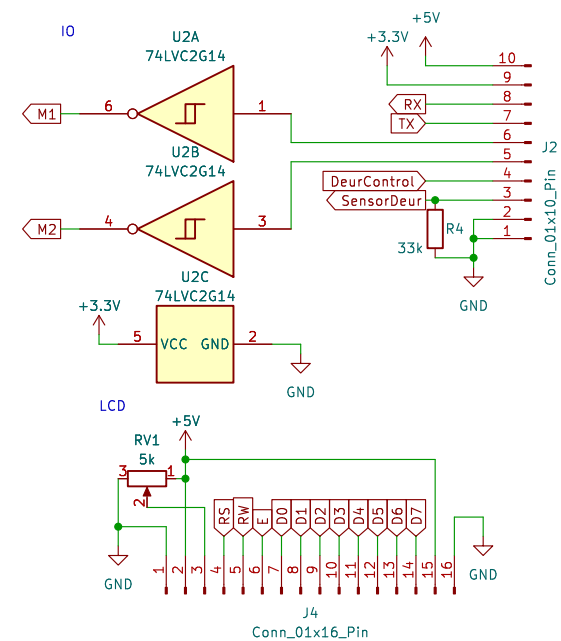 IO
U2A
74LVC2G14
M1
6
1
U2B
74LVC2G14
M2
4
3
U2C
74LVC2G14
+3.3V
5
VCC
GND
2
GND
+5V
+3.3V
10
9
RX
8
TX
7
6
5
DeurControl
4
SensorDeur
3
2
1
J2
Conn_01x10_Pin
R4
33k
GND
LCD
+5V
RV1
5k
3
1
2
GND
RS
RW
E
D0
D1
D2
D3
D4
D5
D6
D7
1
2
3
4
5
6
7
8
9
10
11
12
13
14
15
16
GND
J4
Conn_01x16_Pin